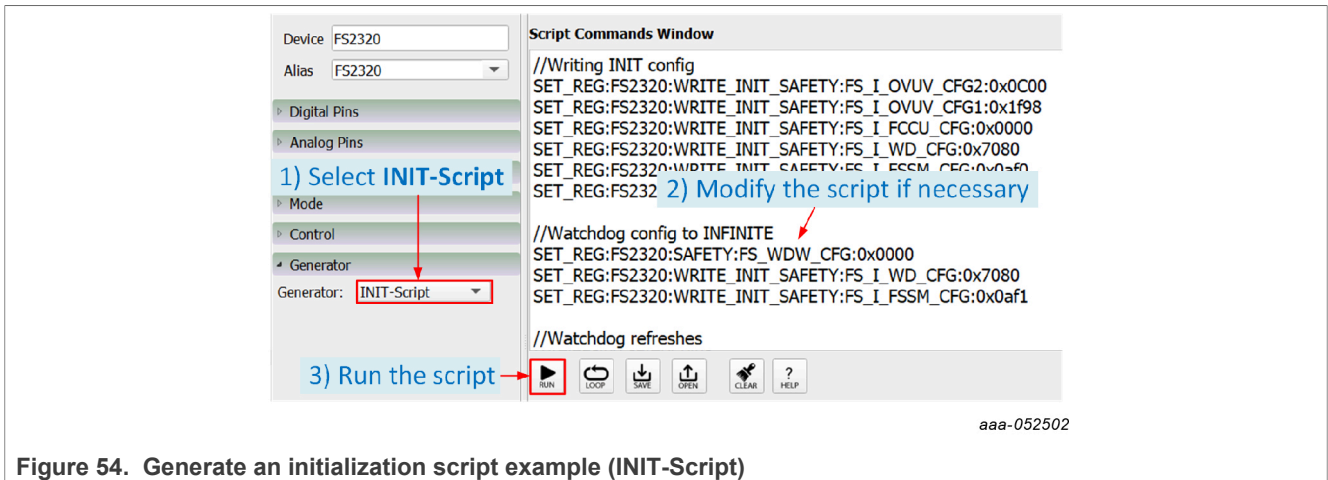 Device FS2320
Alias FS2320
Digital Pins
Analog Pins
1) Select INIT-Script
Mode
Control
Generator
Generator: INIT-Script
Script Commands Window
//Writing INIT config
SET_REG:FS2320:WRITE_INIT_SAFETY:FS_I_OVUV_CFG2:0x0C00
SET_REG:FS2320:WRITE_INIT_SAFETY:FS_I_OVUV_CFG1:0x1f98
SET_REG:FS2320:WRITE_INIT_SAFETY:FS_I_FCCU_CFG:0x0000
SET_REG:FS2320:WRITE_INIT_SAFETY:FS_I_WD_CFG:0x7080
SET_REG:FS2320:WRITE_INIT_SAFETY:FS_I_FSSM_CFG:0x0af0
SET_REG:FS232
2) Modify the script if necessary
//Watchdog config to INFINITE
SET_REG:FS2320:SAFETY:FS_WDW_CFG:0x0000
SET_REG:FS2320:WRITE_INIT_SAFETY:FS_I_WD_CFG:0x7080
SET_REG:FS2320:WRITE_INIT_SAFETY:FS_I_FSSM_CFG:0x0af1
//Watchdog refreshes
3) Run the script
RUN LOOP SAVE OPEN CLEAR ? HELP
aaa-052502
Figure 54. Generate an initialization script example (INIT-Script)